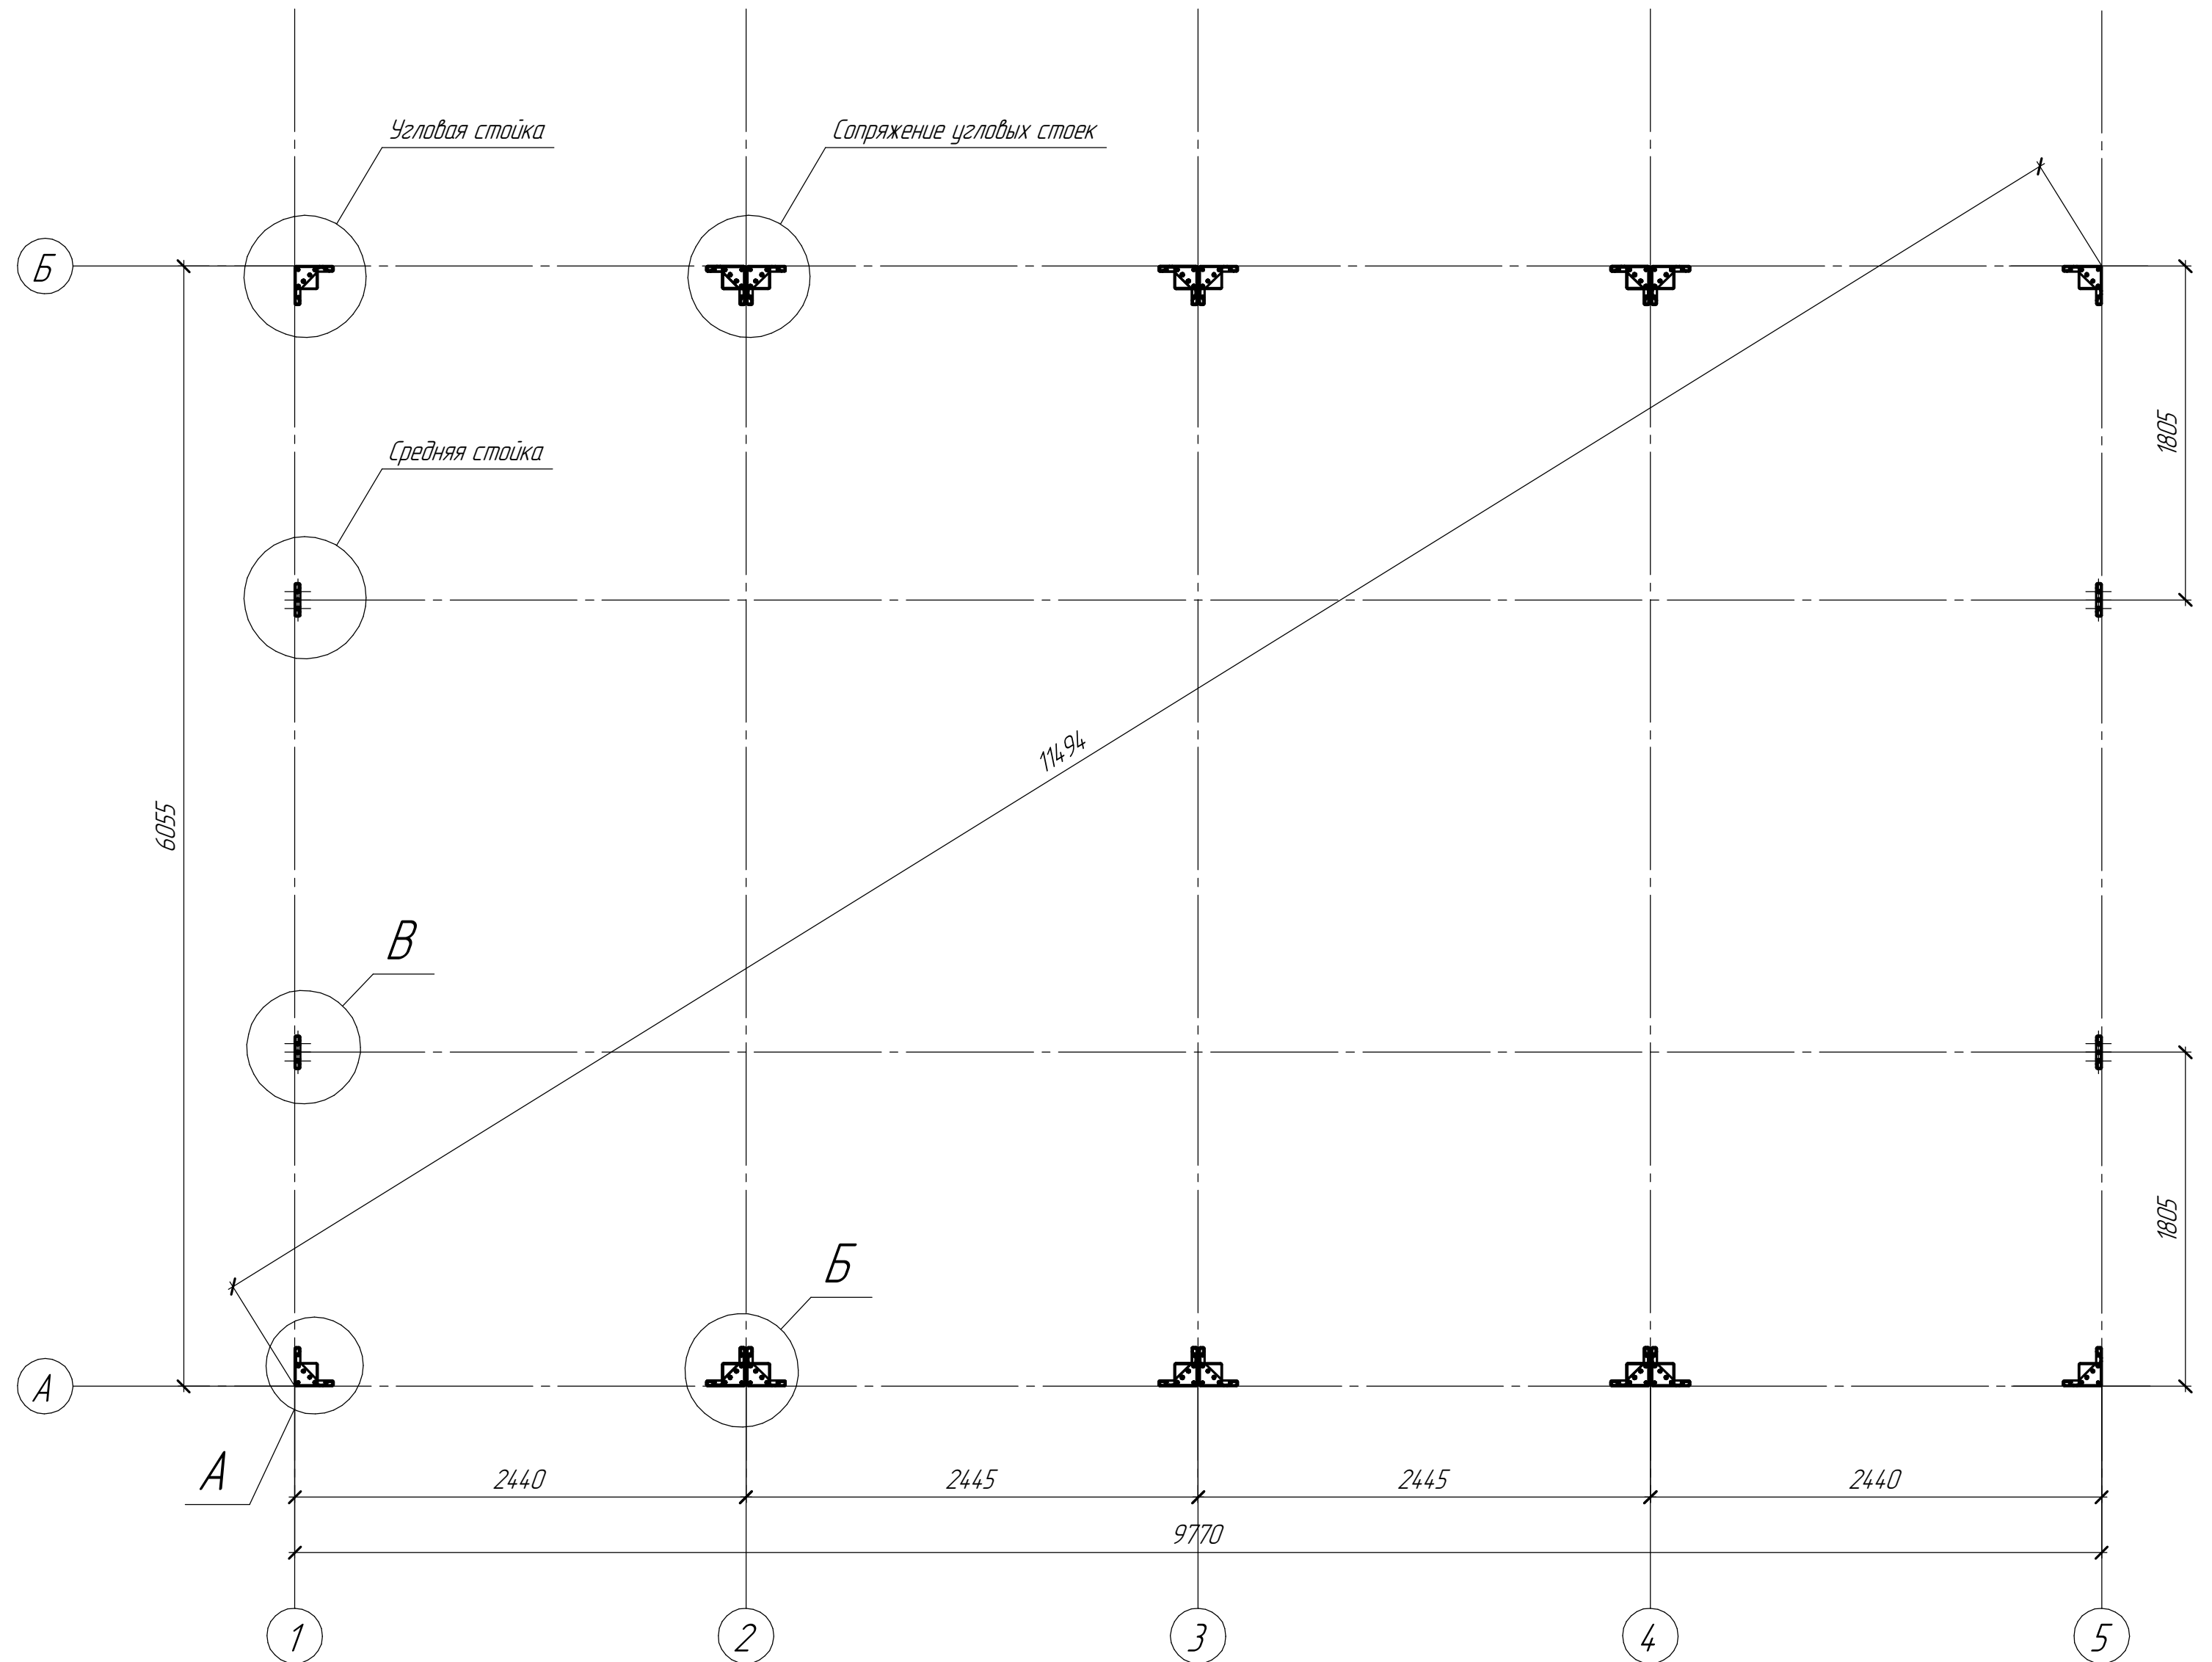 Угловая стойка
Сопряжение угловых стоек
Б
1805
Средняя стойка
11494
6055
В
1805
Б
А
А
2440
2445
2445
2440
9770
1
2
3
4
5